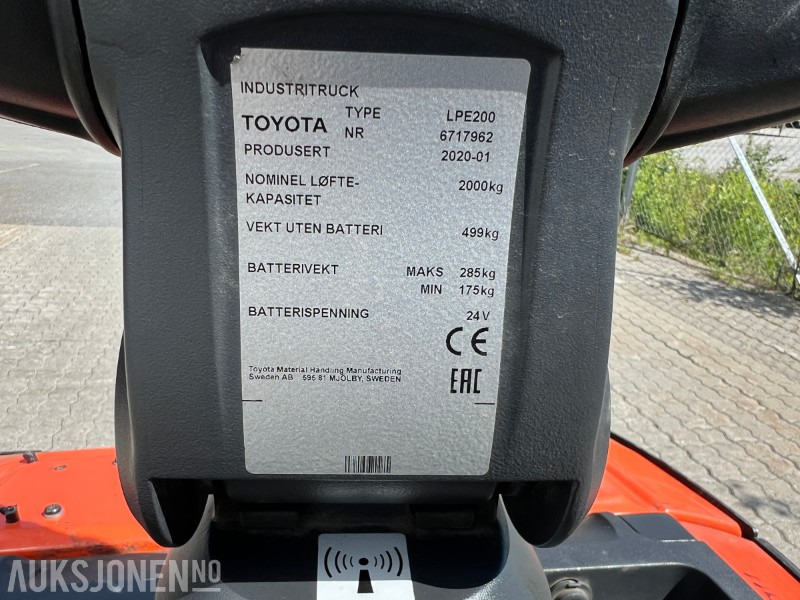 INDUSTRITRUCK
TOYOTA TYPE LPE200
NR 6717962
PRODUSERT 2020-01
NOMINEL LØFTE-
KAPASITET 2000kg
VEKT UTEN BATTERI 499kg
BATTERIVEKT MAKS 285kg
MIN 175kg
BATTERISPENNING 24V
CE
Toyota Material Handling Manufacturing
Sweden AB 596 81 MJÖLBY, SWEDEN
EAC
AUKSJONEN.NO